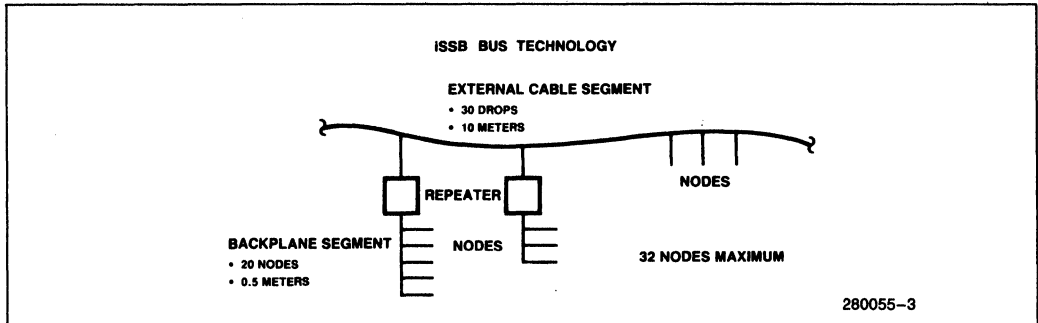 iSSB BUS TECHNOLOGY
EXTERNAL CABLE SEGMENT
• 30 DROPS
• 10 METERS
NODES
REPEATER
BACKPLANE SEGMENT
• 20 NODES
• 0.5 METERS
NODES
32 NODES MAXIMUM
280055–3